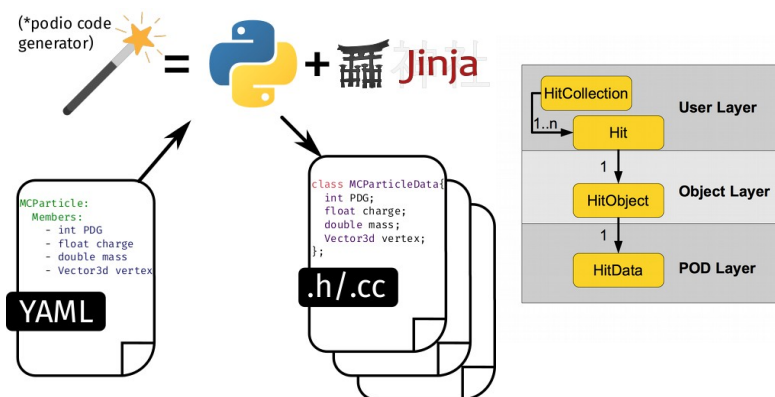 (*podio code
generator)
=
+
神社
Jinja
MCParticle:
Members:
- int PDG
- float charge
- double mass
- Vector3d vertex
YAML
class MCParticleData{
int PDG;
float charge;
double mass;
Vector3d vertex;
};
.h/.cc
HitCollection
User Layer
1..n
Hit
1
HitObject
Object Layer
1
HitData
POD Layer